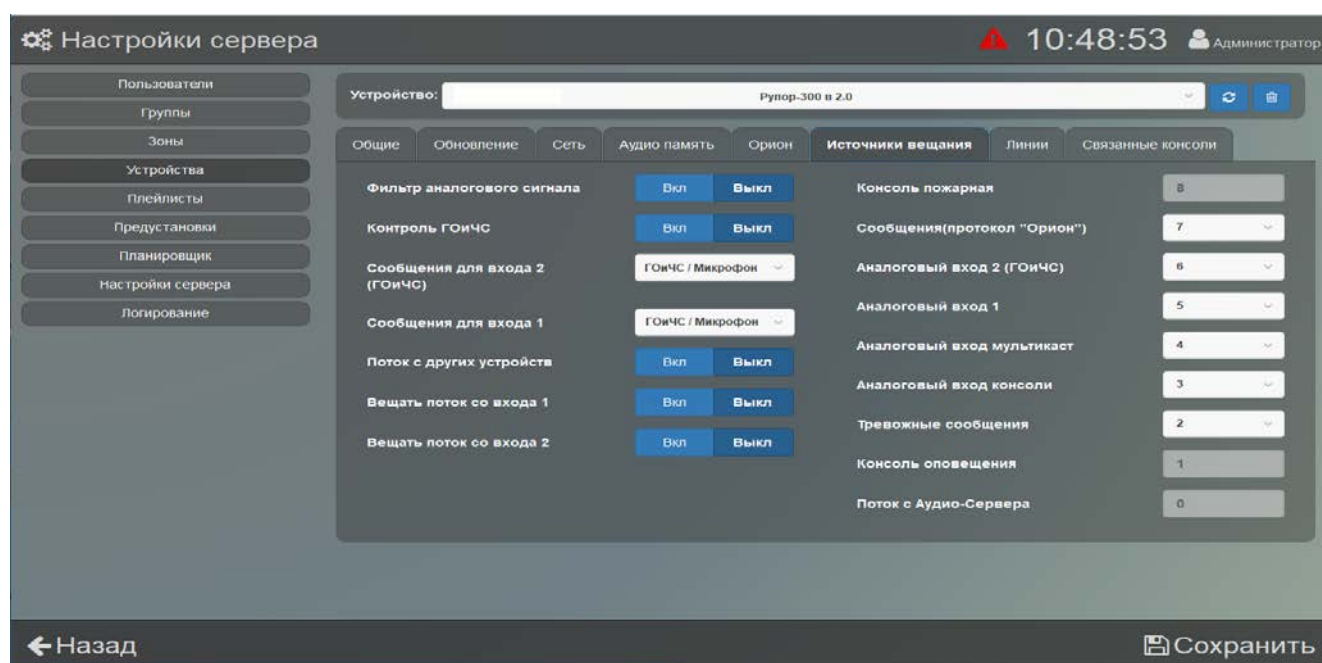 Настройки сервера
10:48:53
Администратор
Пользователи
Группы
Зоны
Устройства
Плейлисты
Предустановки
Планировщик
Настройки сервера
Логирование
Устройство: Рупор-300 в 2.0
Общие Обновление Сеть Аудио память Орион Источники вещания Линии Связанные консоли
Фильтр аналогового сигнала Вкл Выкл
Контроль ГОиЧС Вкл Выкл
Сообщения для входа 2 (ГОиЧС) ГОиЧС / Микрофон
Сообщения для входа 1 ГОиЧС / Микрофон
Поток с других устройств Вкл Выкл
Вещать поток со входа 1 Вкл Выкл
Вещать поток со входа 2 Вкл Выкл
Консоль пожарная 8
Сообщения(протокол "Орион") 7
Аналоговый вход 2 (ГОиЧС) 6
Аналоговый вход 1 5
Аналоговый вход мультикаст 4
Аналоговый вход консоли 3
Тревожные сообщения 2
Консоль оповещения 1
Поток с Аудио-Сервера 0
Назад
Сохранить